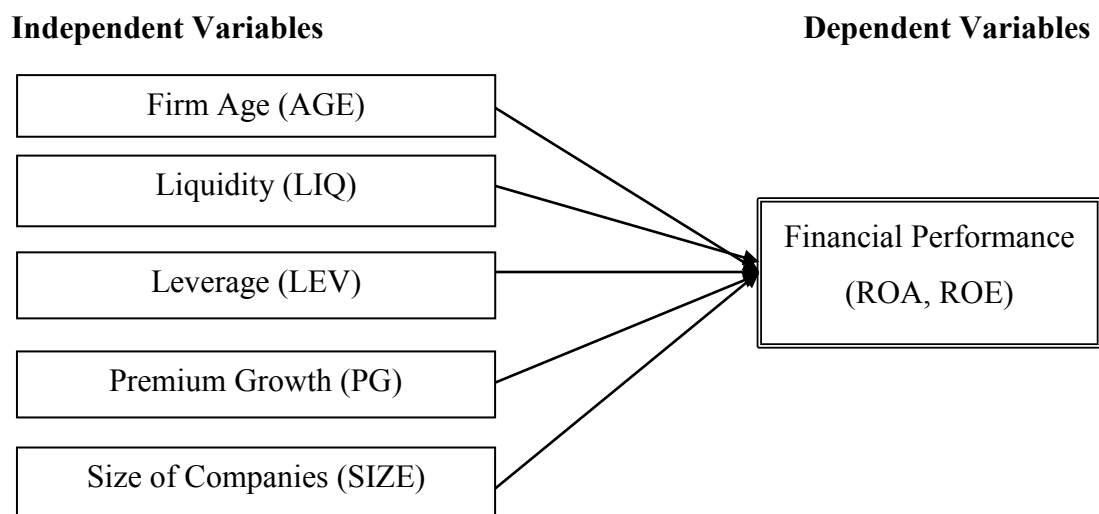 Independent Variables
Dependent Variables
Firm Age (AGE)
Liquidity (LIQ)
Leverage (LEV)
Premium Growth (PG)
Size of Companies (SIZE)
Financial Performance
(ROA, ROE)